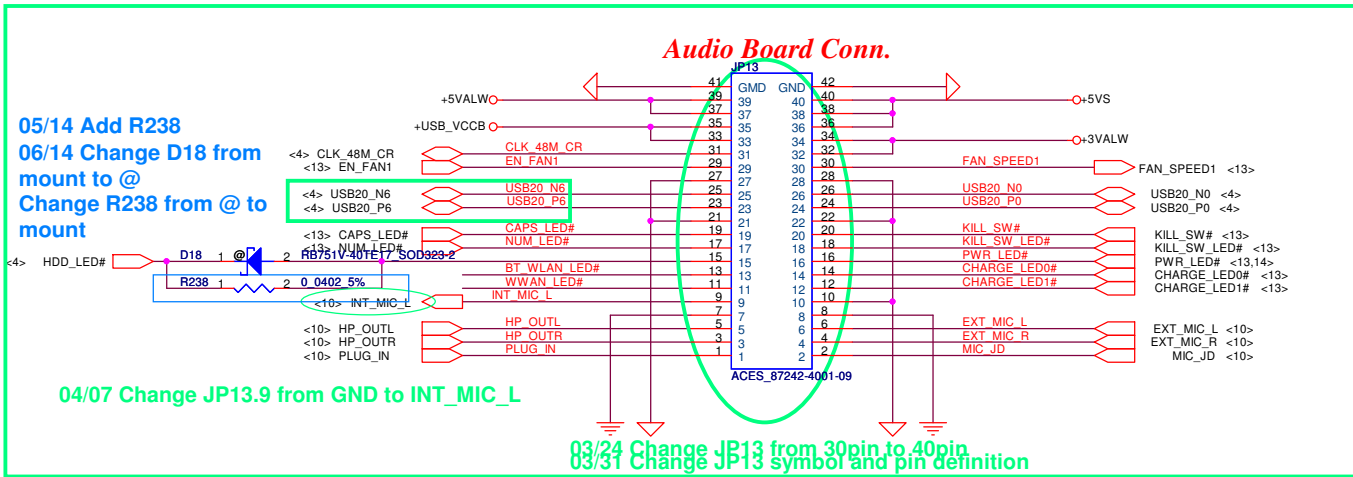 Audio Board Conn.
JP13
41 GMD GND 42
+5VALW 39 39 40 40 +5VS
37 37 38 38
+USB_VCCB 35 35 36 36
33 33 34 34 +3VALW
<4> CLK_48M_CR CLK_48M_CR 31 31 32 32
<13> EN_FAN1 EN_FAN1 29 29 30 30 FAN_SPEED1 FAN_SPEED1 <13>
27 27 28 28
<4> USB20_N6 USB20_N6 25 25 26 26 USB20_N0 USB20_N0 <4>
<4> USB20_P6 USB20_P6 23 23 24 24 USB20_P0 USB20_P0 <4>
21 21 22 22
<13> CAPS_LED# CAPS_LED# 19 19 20 20 KILL_SW# KILL_SW# <13>
<13> NUM_LED# NUM_LED# 17 17 18 18 KILL_SW_LED# KILL_SW_LED# <13>
<4> HDD_LED# D18 1 @ 2 RB751V-40TE17_SOD323-2 15 15 16 16 PWR_LED# PWR_LED# <13,14>
BT_WLAN_LED# 13 13 14 14 CHARGE_LED0# CHARGE_LED0# <13>
R238 1 2 0_0402_5% WWAN_LED# 11 11 12 12 CHARGE_LED1# CHARGE_LED1# <13>
<10> INT_MIC_L INT_MIC_L 9 9 10 10
7 7 8 8
<10> HP_OUTL HP_OUTL 5 5 6 6 EXT_MIC_L EXT_MIC_L <10>
<10> HP_OUTR HP_OUTR 3 3 4 4 EXT_MIC_R EXT_MIC_R <10>
<10> PLUG_IN PLUG_IN 1 1 2 2 MIC_JD MIC_JD <10>
ACES_87242-4001-09
05/14 Add R238
06/14 Change D18 from
mount to @
Change R238 from @ to
mount
04/07 Change JP13.9 from GND to INT_MIC_L
03/24 Change JP13 from 30pin to 40pin
03/31 Change JP13 symbol and pin definition